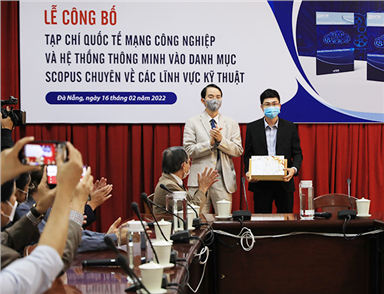 LỄ CÔNG BỐ
TẠP CHÍ QUỐC TẾ MẠNG CÔNG NGHIỆP
VÀ HỆ THỐNG THÔNG MINH VÀO DANH MỤC
SCOPUS CHUYÊN VỀ CÁC LĨNH VỰC KỸ THUẬT
Đà Nẵng, ngày 16 tháng 02 năm 2022